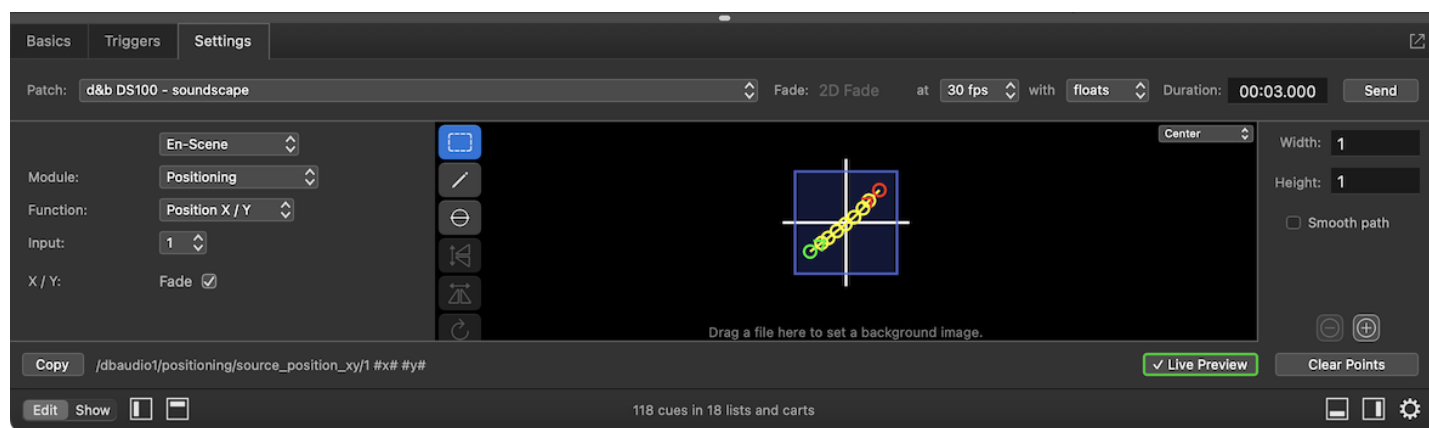 Basics Triggers Settings
Patch: d&b DS100 - soundscape Fade: 2D Fade at 30 fps with floats Duration: 00:03.000 Send
En-Scene
Center
Width: 1
Module: Positioning
Height: 1
Function: Position X / Y
Smooth path
Input: 1
X / Y: Fade
Drag a file here to set a background image.
Copy /dbaudio1/positioning/source_position_xy/1 #x# #y# ✓ Live Preview Clear Points
Edit Show 118 cues in 18 lists and carts